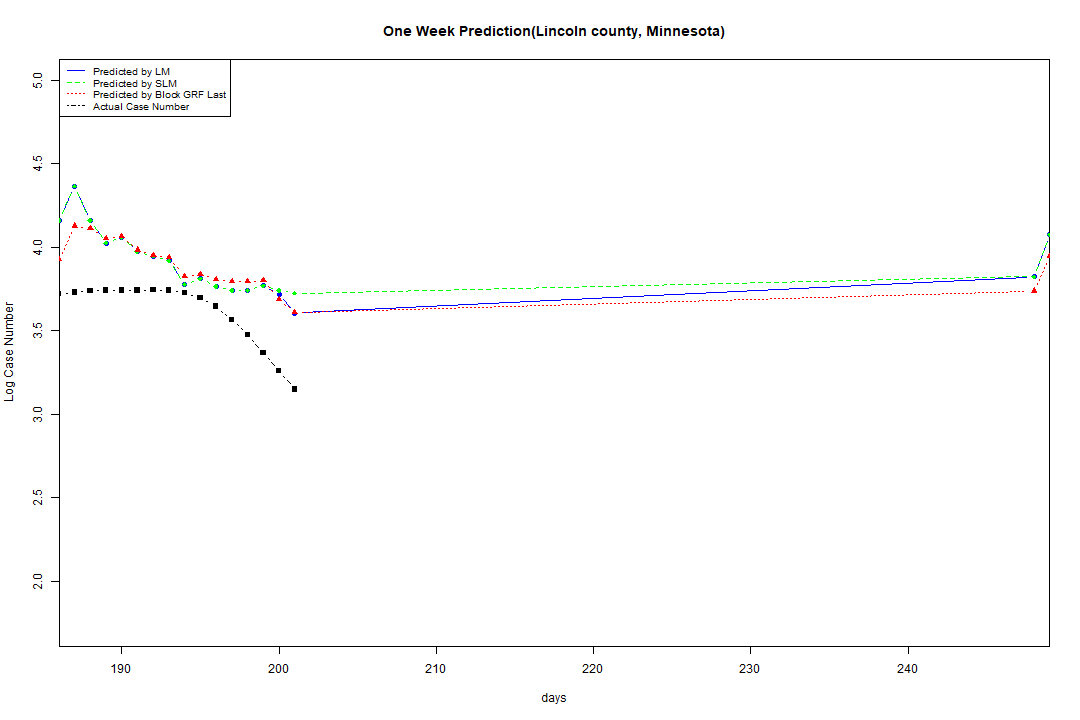 One Week Prediction(Lincoln county, Minnesota)
Predicted by LM
Predicted by SLM
Predicted by Block GRF Last
Actual Case Number
5.0
4.5
4.0
3.5
3.0
2.5
2.0
Log Case Number
190
200
210
220
230
240
days